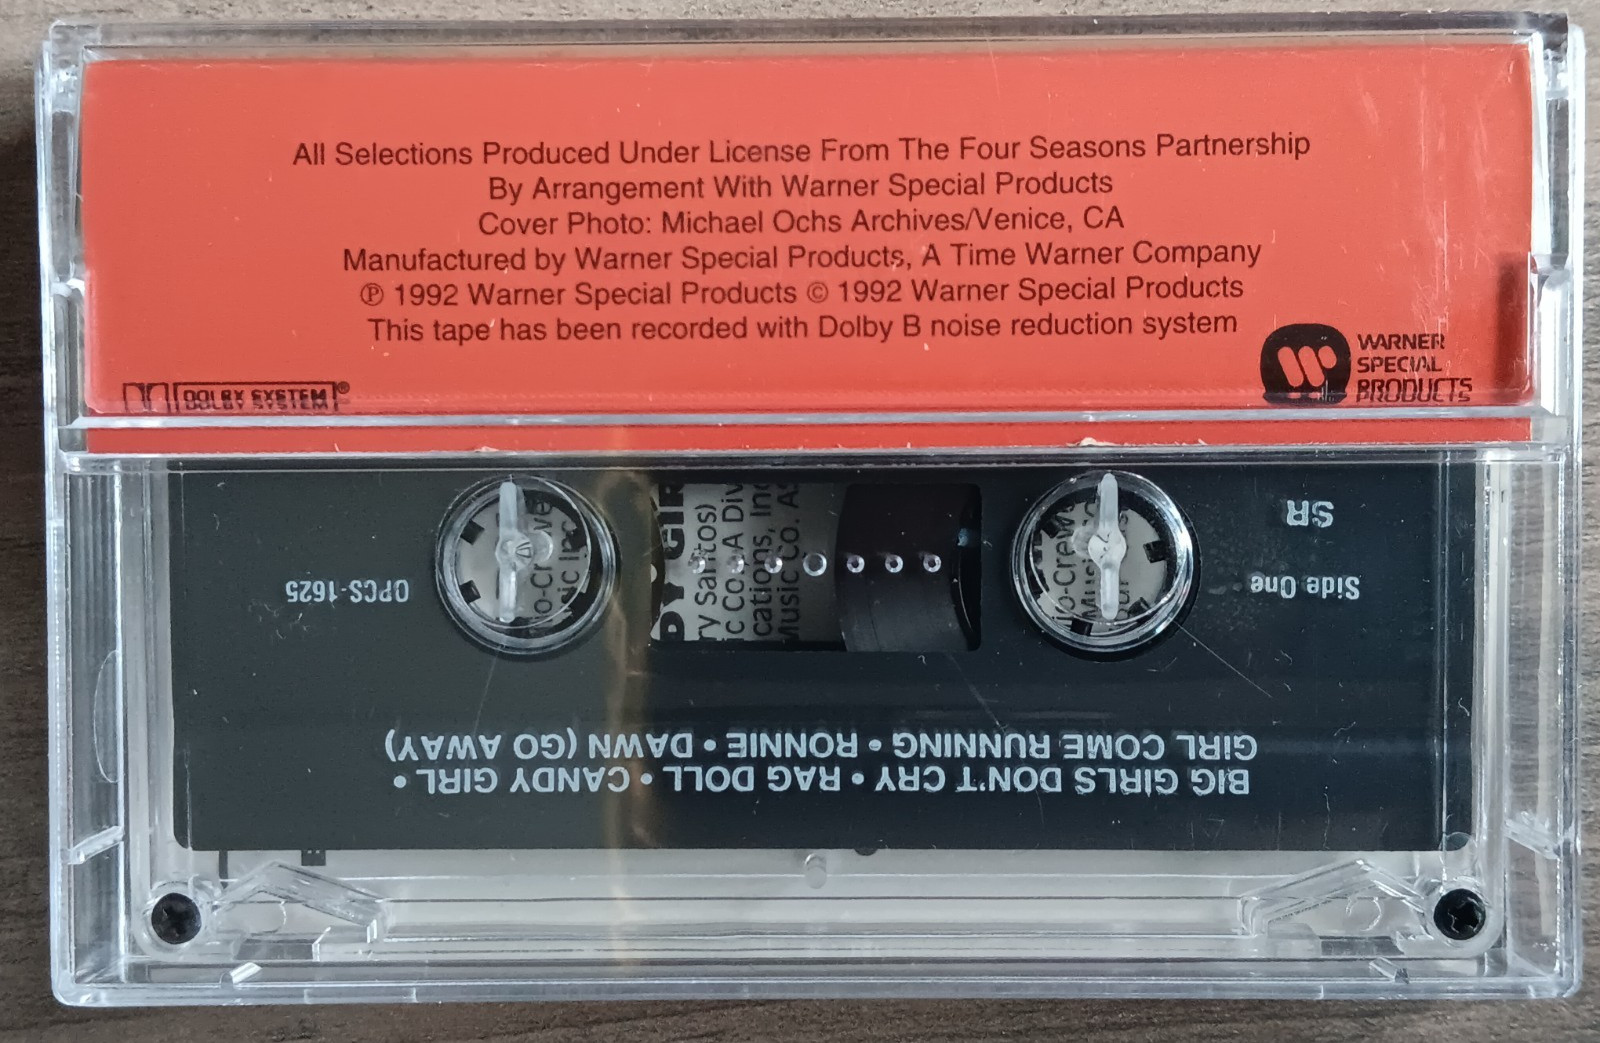 All Selections Produced Under License From The Four Seasons Partnership
By Arrangement With Warner Special Products
Cover Photo: Michael Ochs Archives/Venice, CA
Manufactured by Warner Special Products, A Time Warner Company
℗ 1992 Warner Special Products © 1992 Warner Special Products
This tape has been recorded with Dolby B noise reduction system
DOLBY SYSTEM®
WARNER
SPECIAL
PRODUCTS
SR
Side One
OPCS-1625
BIG GIRLS DON'T CRY • RAG DOLL • CANDY GIRL •
GIRL COME RUNNING • RONNIE • DAWN (GO AWAY)